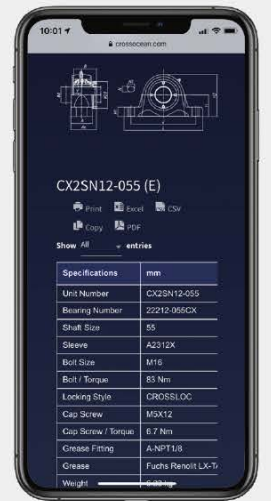 10:01
crossocean.com
CX2SN12-055 (E)
Print Excel CSV
Copy PDF
Show All entries
Specifications mm
Unit Number CX2SN12-055
Bearing Number 22212-055CX
Shaft Size 55
Sleeve A2312X
Bolt Size M16
Bolt / Torque 83 Nm
Locking Style CROSSLOC
Cap Screw M5X12
Cap Screw / Torque 6.7 Nm
Grease Fitting A-NPT1/8
Grease Fuchs Renolit LX-
Weight